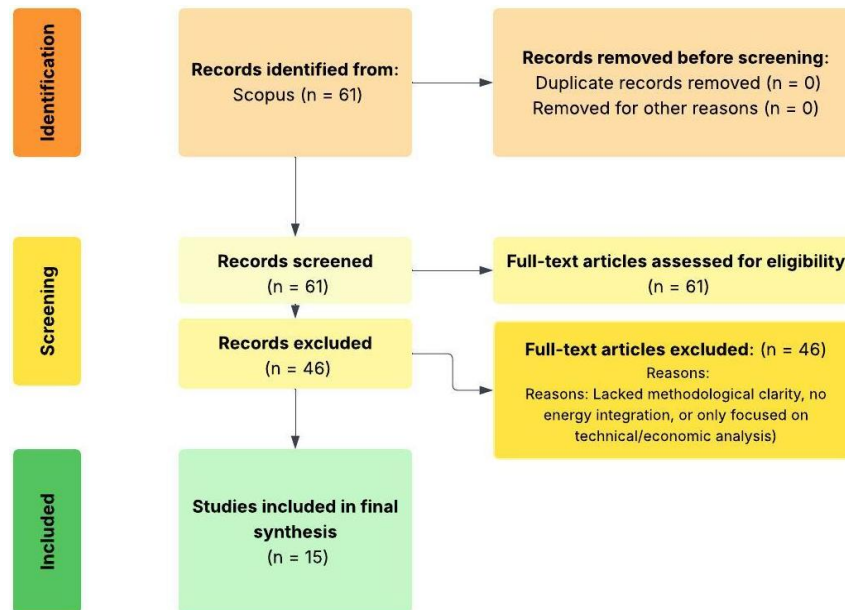 Identification
Records identified from:
Scopus (n = 61)
Records removed before screening:
Duplicate records removed (n = 0)
Removed for other reasons (n = 0)
Screening
Records screened
(n = 61)
Full-text articles assessed for eligibility
(n = 61)
Records excluded
(n = 46)
Full-text articles excluded: (n = 46)
Reasons:
Reasons: Lacked methodological clarity, no
energy integration, or only focused on
technical/economic analysis)
Included
Studies included in final
synthesis
(n = 15)